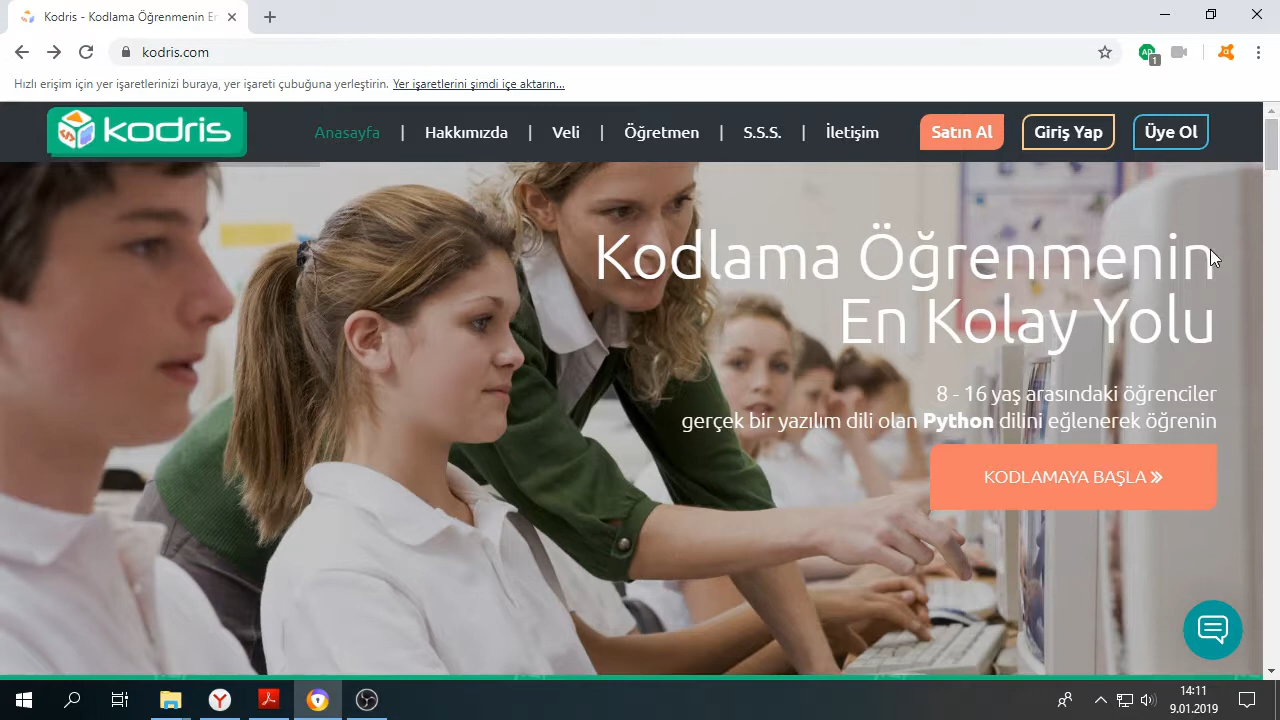 Kodris - Kodlama Öğrenmenin En
kodris.com
1
Hızlı erişim için yer işaretlerinizi buraya, yer işareti çubuğuna yerleştirin. Yer işaretlerini şimdi içe aktarın...
kodris
Anasayfa | Hakkımızda | Veli | Öğretmen | S.S.S. | İletişim
Satın Al
Giriş Yap
Üye Ol
Kodlama Öğrenmenin
En Kolay Yolu
8 - 16 yaş arasındaki öğrenciler
gerçek bir yazılım dili olan Python dilini eğlenerek öğrenin
KODLAMAYA BAŞLA »
14:11
9.01.2019